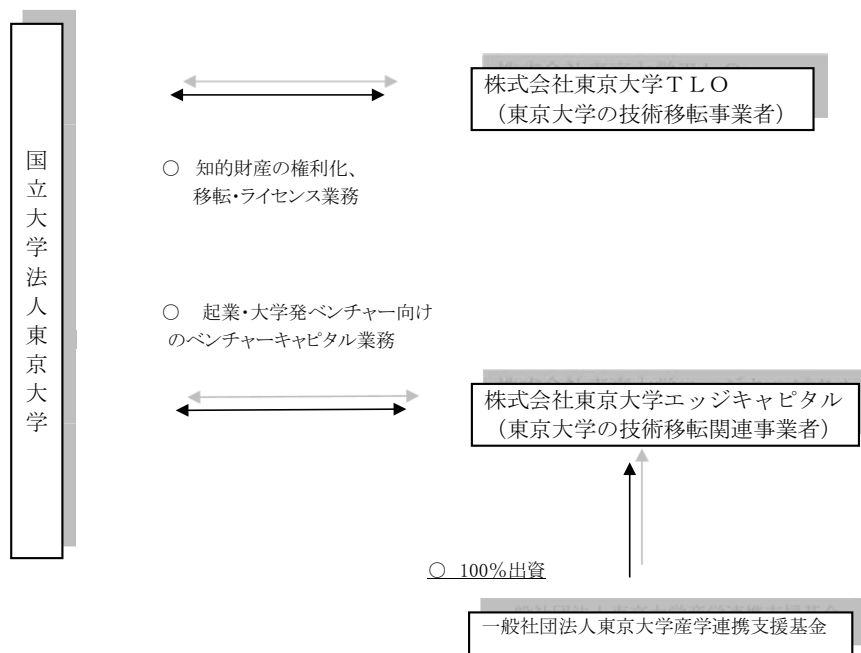 国立大学法人東京大学
株式会社東京大学TLO
（東京大学の技術移転事業者）
○ 知的財産の権利化、
移転・ライセンス業務
○ 起業・大学発ベンチャー向け
のベンチャーキャピタル業務
株式会社東京大学エッジキャピタル
（東京大学の技術移転関連事業者）
○ 100％出資
一般社団法人東京大学産学連携支援基金